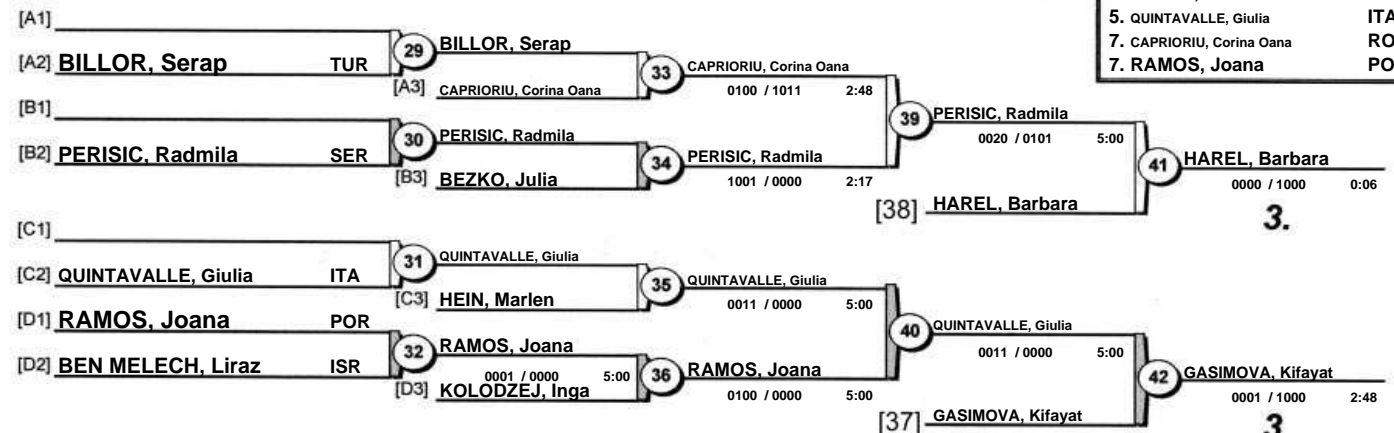 5. QUINTAVALLE, Giulia ITA
7. CAPRIORIU, Corina Oana RO
7. RAMOS, Joana PO
[A1]
[A2] BILLOR, Serap TUR
29
BILLOR, Serap
[A3] CAPRIORIU, Corina Oana
33
CAPRIORIU, Corina Oana
0100 / 1011 2:48
[B1]
[B2] PERISIC, Radmila SER
30
PERISIC, Radmila
[B3] BEZKO, Julia
34
PERISIC, Radmila
1001 / 0000 2:17
39
PERISIC, Radmila
0020 / 0101 5:00
[38] HAREL, Barbara
41
HAREL, Barbara
0000 / 1000 0:06
3.
[C1]
[C2] QUINTAVALLE, Giulia ITA
31
QUINTAVALLE, Giulia
[C3] HEIN, Marlen
35
QUINTAVALLE, Giulia
0011 / 0000 5:00
[D1] RAMOS, Joana POR
[D2] BEN MELECH, Liraz ISR
32
RAMOS, Joana
0001 / 0000 5:00
[D3] KOLODZEJ, Inga
36
RAMOS, Joana
0100 / 0000 5:00
40
QUINTAVALLE, Giulia
0011 / 0000 5:00
[37] GASIMOVA, Kifayat
42
GASIMOVA, Kifayat
0001 / 1000 2:48
3